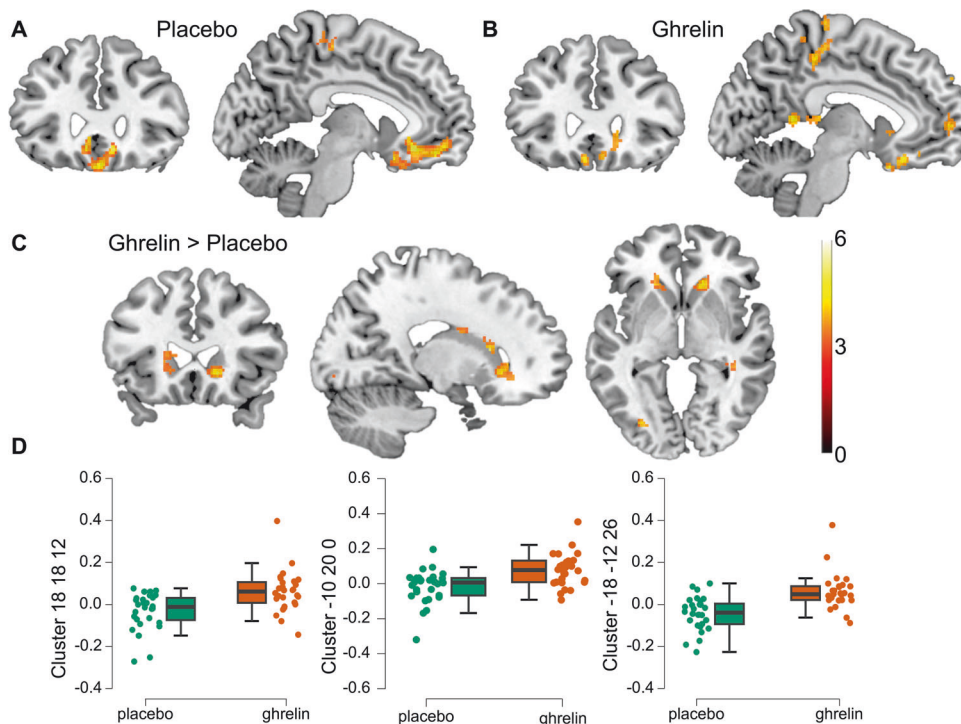 A Placebo
B Ghrelin
C
Ghrelin > Placebo
6
3
0
D
Cluster 18 18 12
0.6
0.4
0.2
0.0
-0.2
-0.4
placebo ghrelin
Cluster -10 20 0
0.6
0.4
0.2
0.0
-0.2
-0.4
-0.6
placebo ghrelin
Cluster -18 -12 26
0.6
0.4
0.2
0.0
-0.2
-0.4
placebo ghrelin